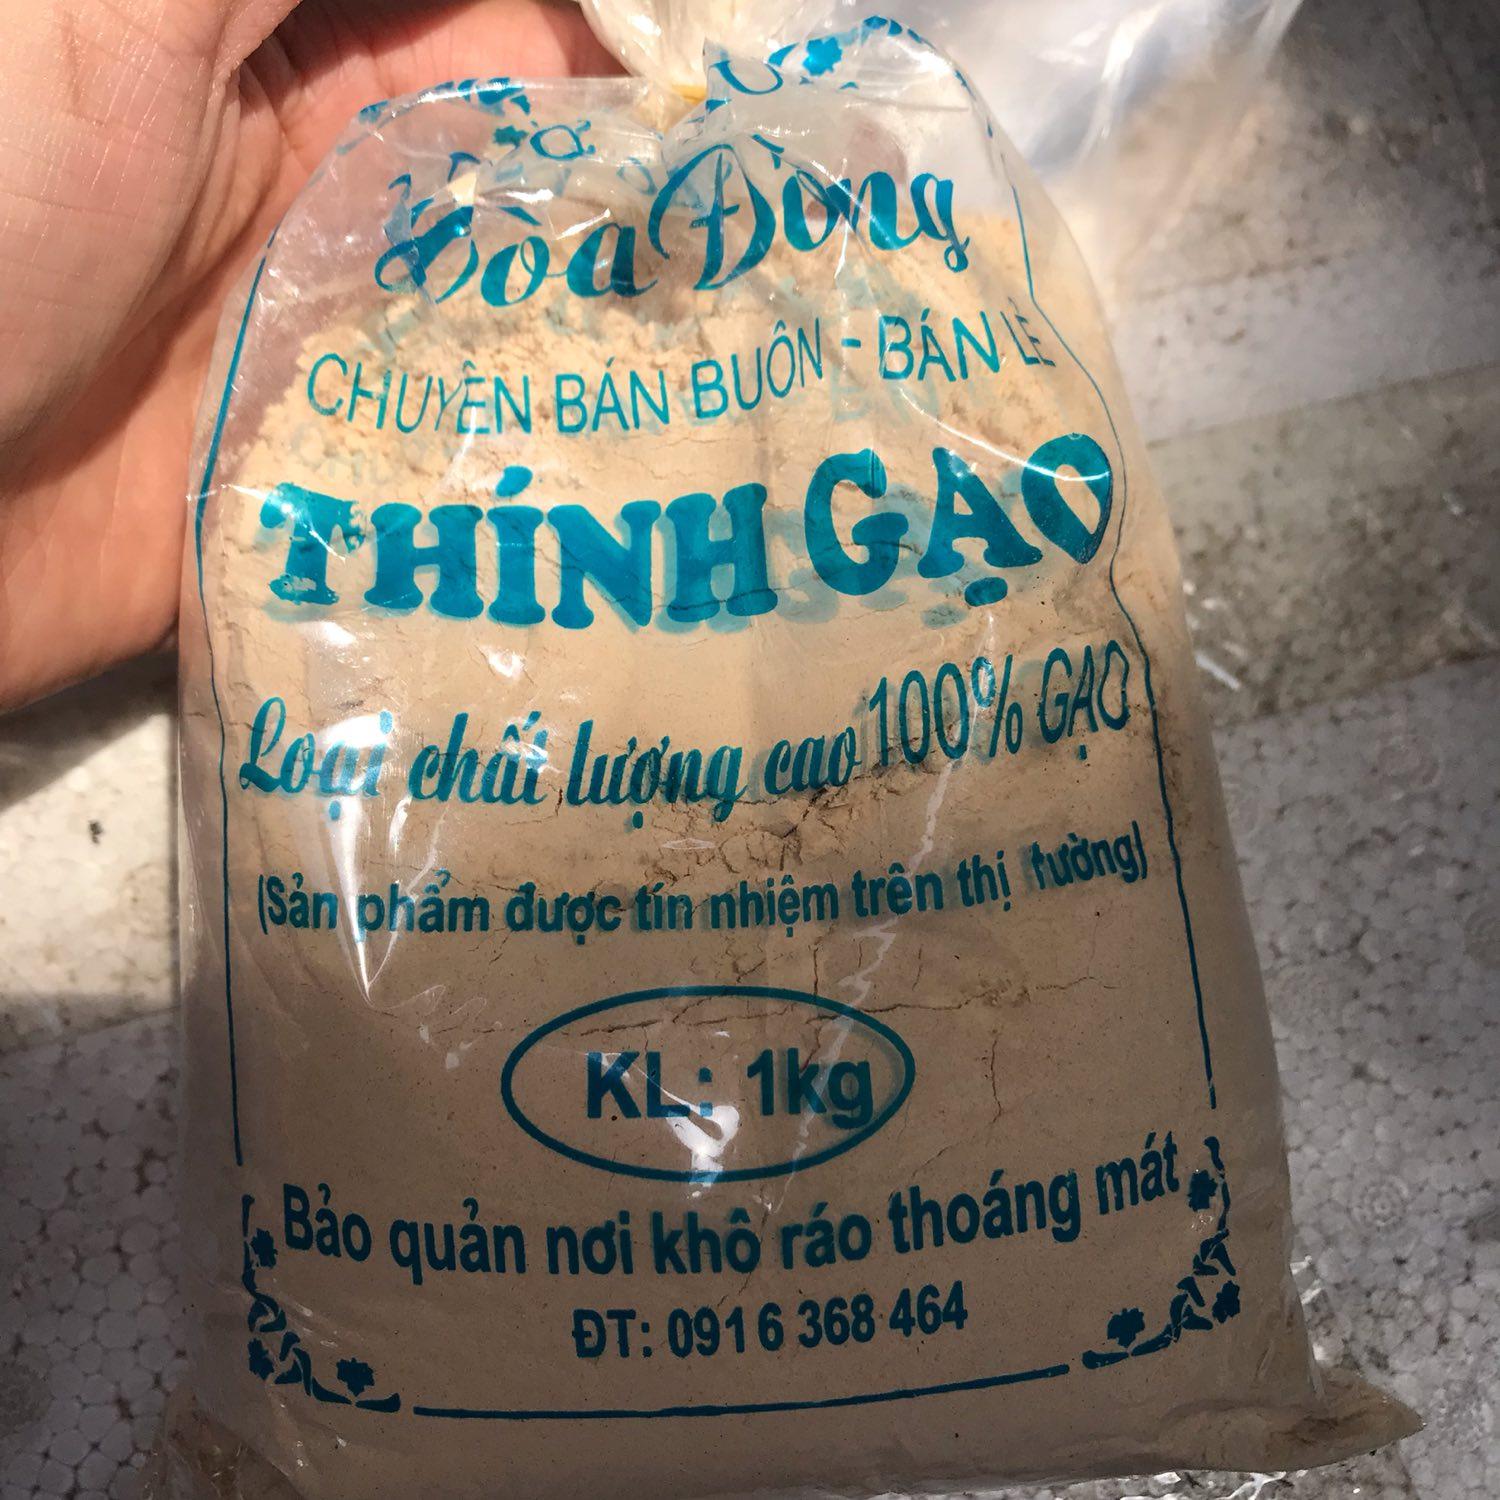 Hòa Đông
CHUYÊN BÁN BUÔN - BÁN LẺ
THÍNH GẠO
Loại chất lượng cao 100% GẠO
(Sản phẩm được tín nhiệm trên thị tường)
KL: 1kg
Bảo quản nơi khô ráo thoáng mát
ĐT: 0916 368 464